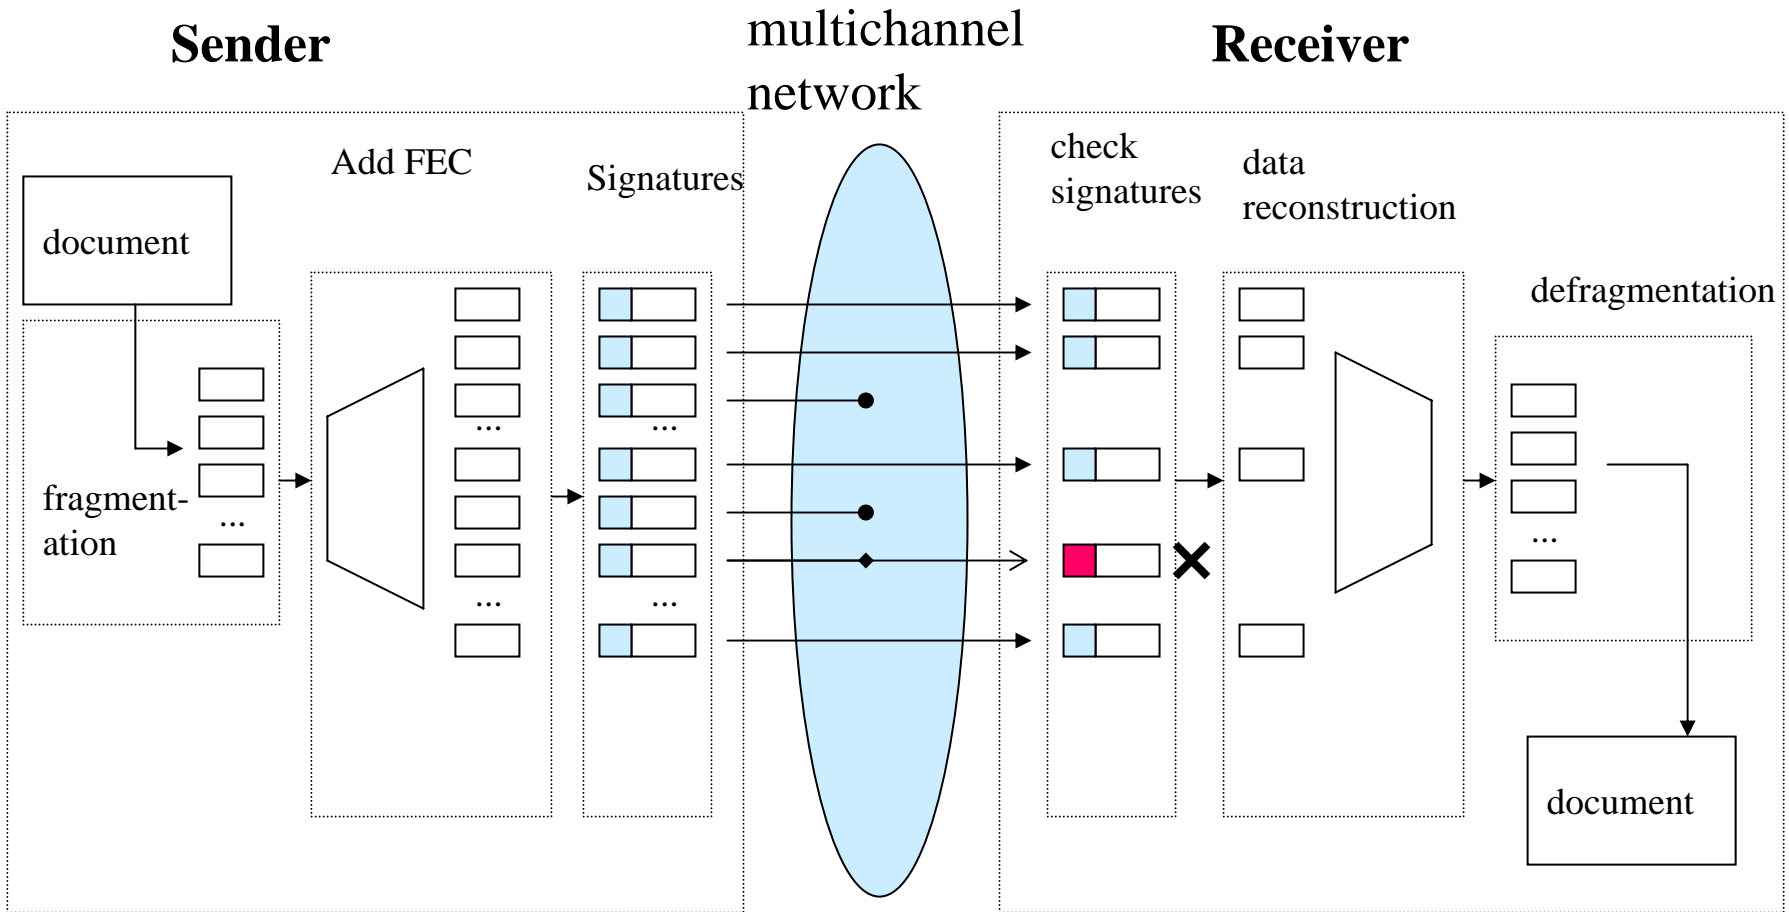 Sender
multichannel
network
Receiver
Add FEC
Signatures
check
signatures
data
reconstruction
document
defragmentation
...
...
fragment-
ation
...
...
...
...
document